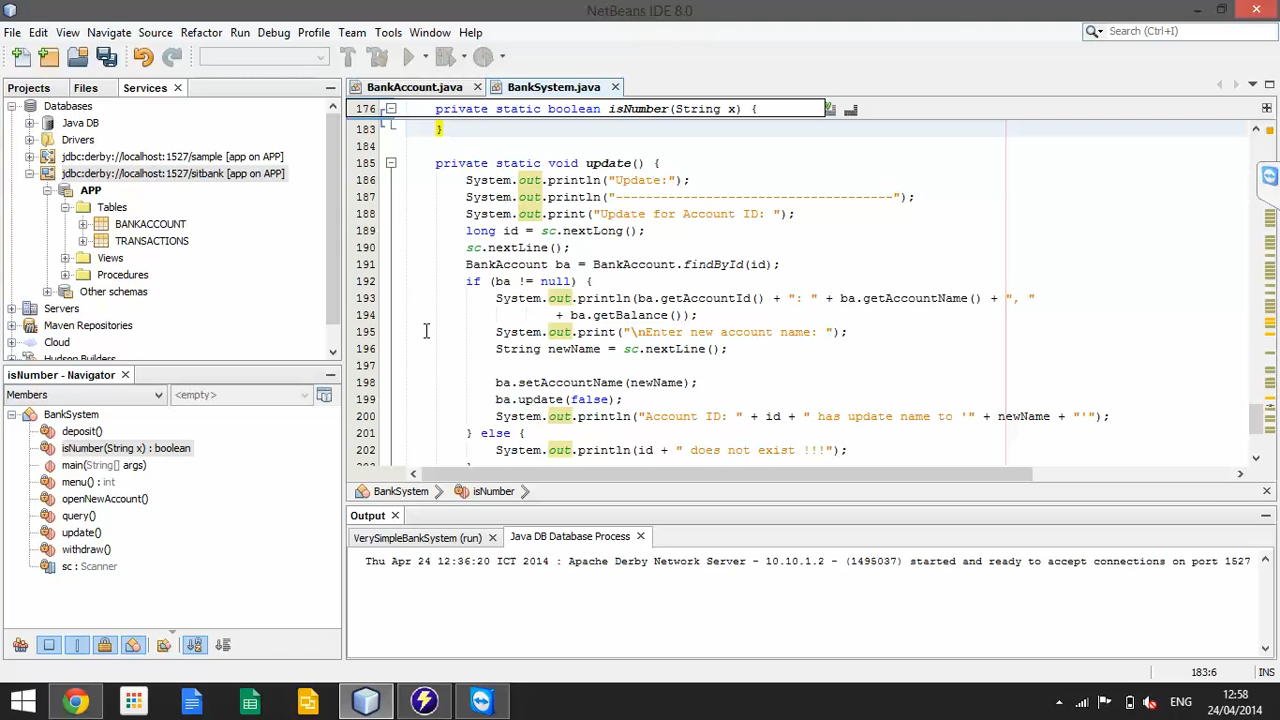 NetBeans IDE 8.0
File Edit View Navigate Source Refactor Run Debug Profile Team Tools Window Help
Search (Ctrl+I)
Projects Files Services
BankAccount.java BankSystem.java
Databases
Java DB
Drivers
jdbc:derby://localhost:1527/sample [app on APP]
jdbc:derby://localhost:1527/sitbank [app on APP]
APP
Tables
BANKACCOUNT
TRANSACTIONS
Views
Procedures
Other schemas
Servers
Maven Repositories
Cloud
Hudson Builders
176 private static boolean isNumber(String x) {
183 }
184
185 private static void update() {
186 System.out.println("Update:");
187 System.out.println("-------------------------------------");
188 System.out.print("Update for Account ID: ");
189 long id = sc.nextLong();
190 sc.nextLine();
191 BankAccount ba = BankAccount.findById(id);
192 if (ba != null) {
193 System.out.println(ba.getAccountId() + ": " + ba.getAccountName() + ", "
194 + ba.getBalance());
195 System.out.print("\nEnter new account name: ");
196 String newName = sc.nextLine();
197
198 ba.setAccountName(newName);
199 ba.update(false);
200 System.out.println("Account ID: " + id + " has update name to '" + newName + "'");
201 } else {
202 System.out.println(id + " does not exist !!!");
BankSystem isNumber
isNumber - Navigator
Members <empty>
BankSystem
deposit()
isNumber(String x) : boolean
main(String[] args)
menu() : int
openNewAccount()
query()
update()
withdraw()
sc : Scanner
Output
VerySimpleBankSystem (run) Java DB Database Process
Thu Apr 24 12:36:20 ICT 2014 : Apache Derby Network Server - 10.10.1.2 - (1495037) started and ready to accept connections on port 1527
183:6 INS
ENG
12:58
24/04/2014